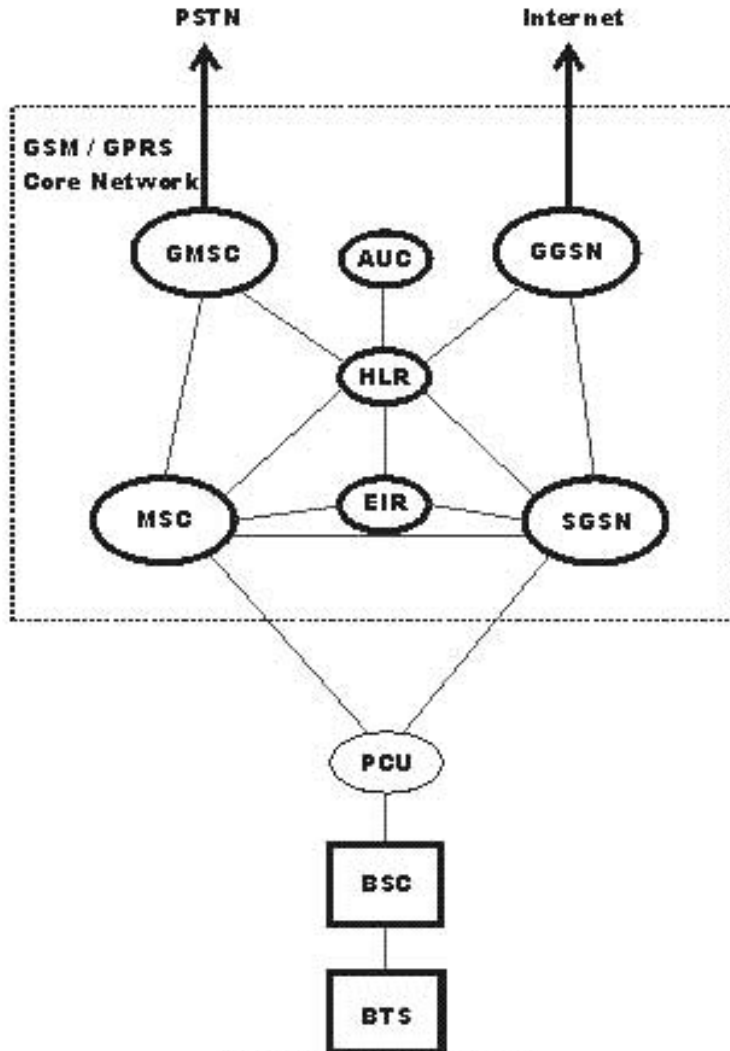 PSTN
Internet
GSM / GPRS
Core Network
GMSC
AUC
GGSN
HLR
MSC
EIR
SGSN
PCU
BSC
BTS